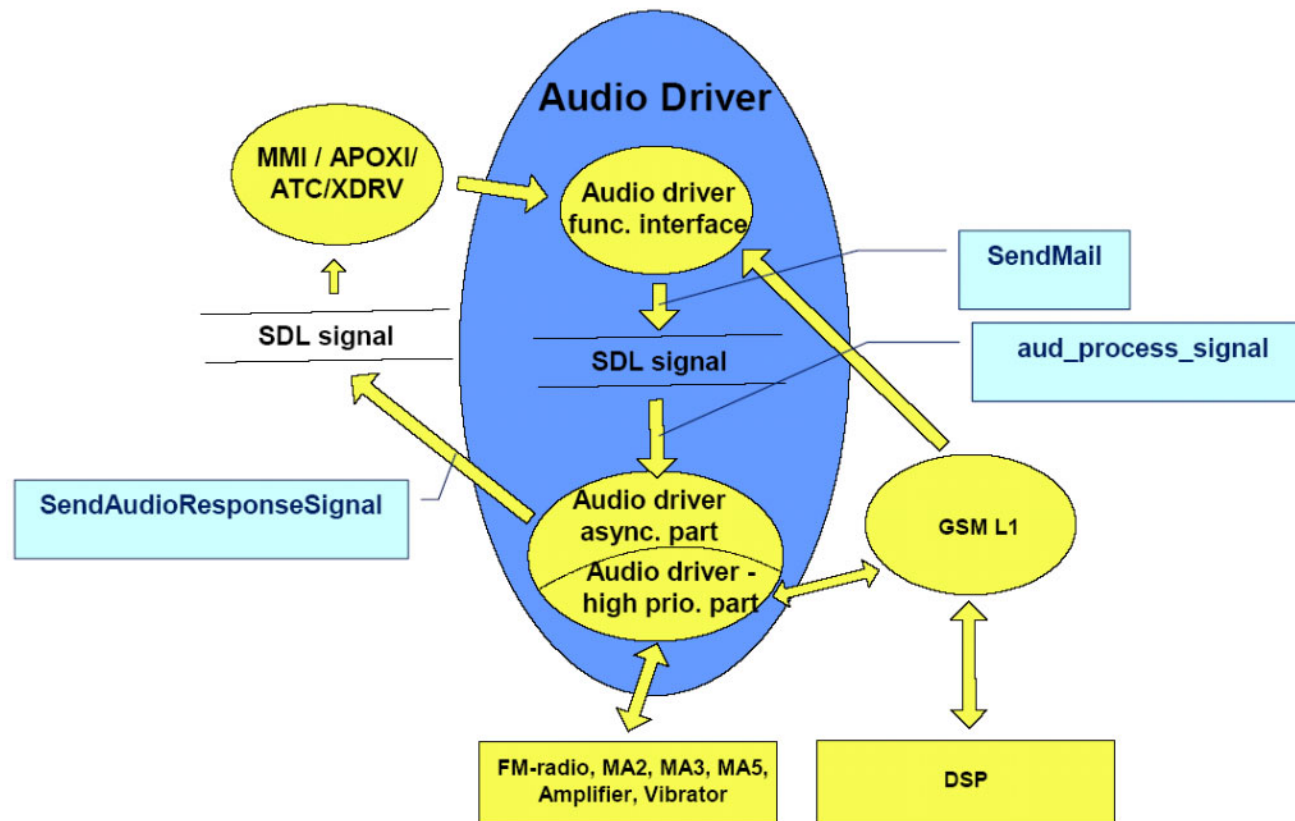 Audio Driver
MMI / APOXI/
ATC/XDRV
Audio driver
func. interface
SendMail
SDL signal
SDL signal
aud_process_signal
SendAudioResponseSignal
Audio driver
async. part
Audio driver -
high prio. part
GSM L1
FM-radio, MA2, MA3, MA5,
Amplifier, Vibrator
DSP